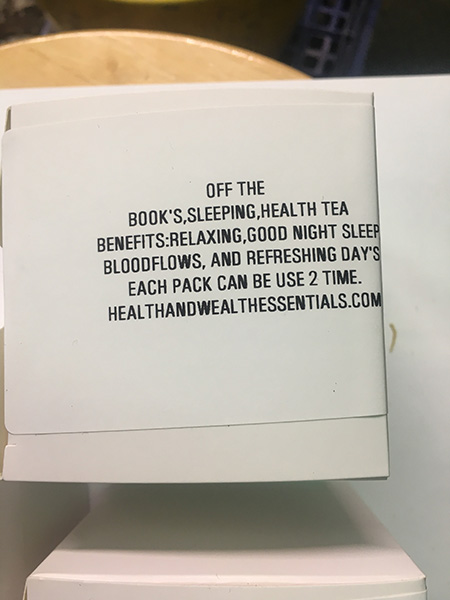 OFF THE
BOOK'S,SLEEPING,HEALTH TEA
BENEFITS:RELAXING,GOOD NIGHT SLEEP
BLOODFLOWS, AND REFRESHING DAY'S
EACH PACK CAN BE USE 2 TIME.
HEALTHANDWEALTHESSENTIALS.COM